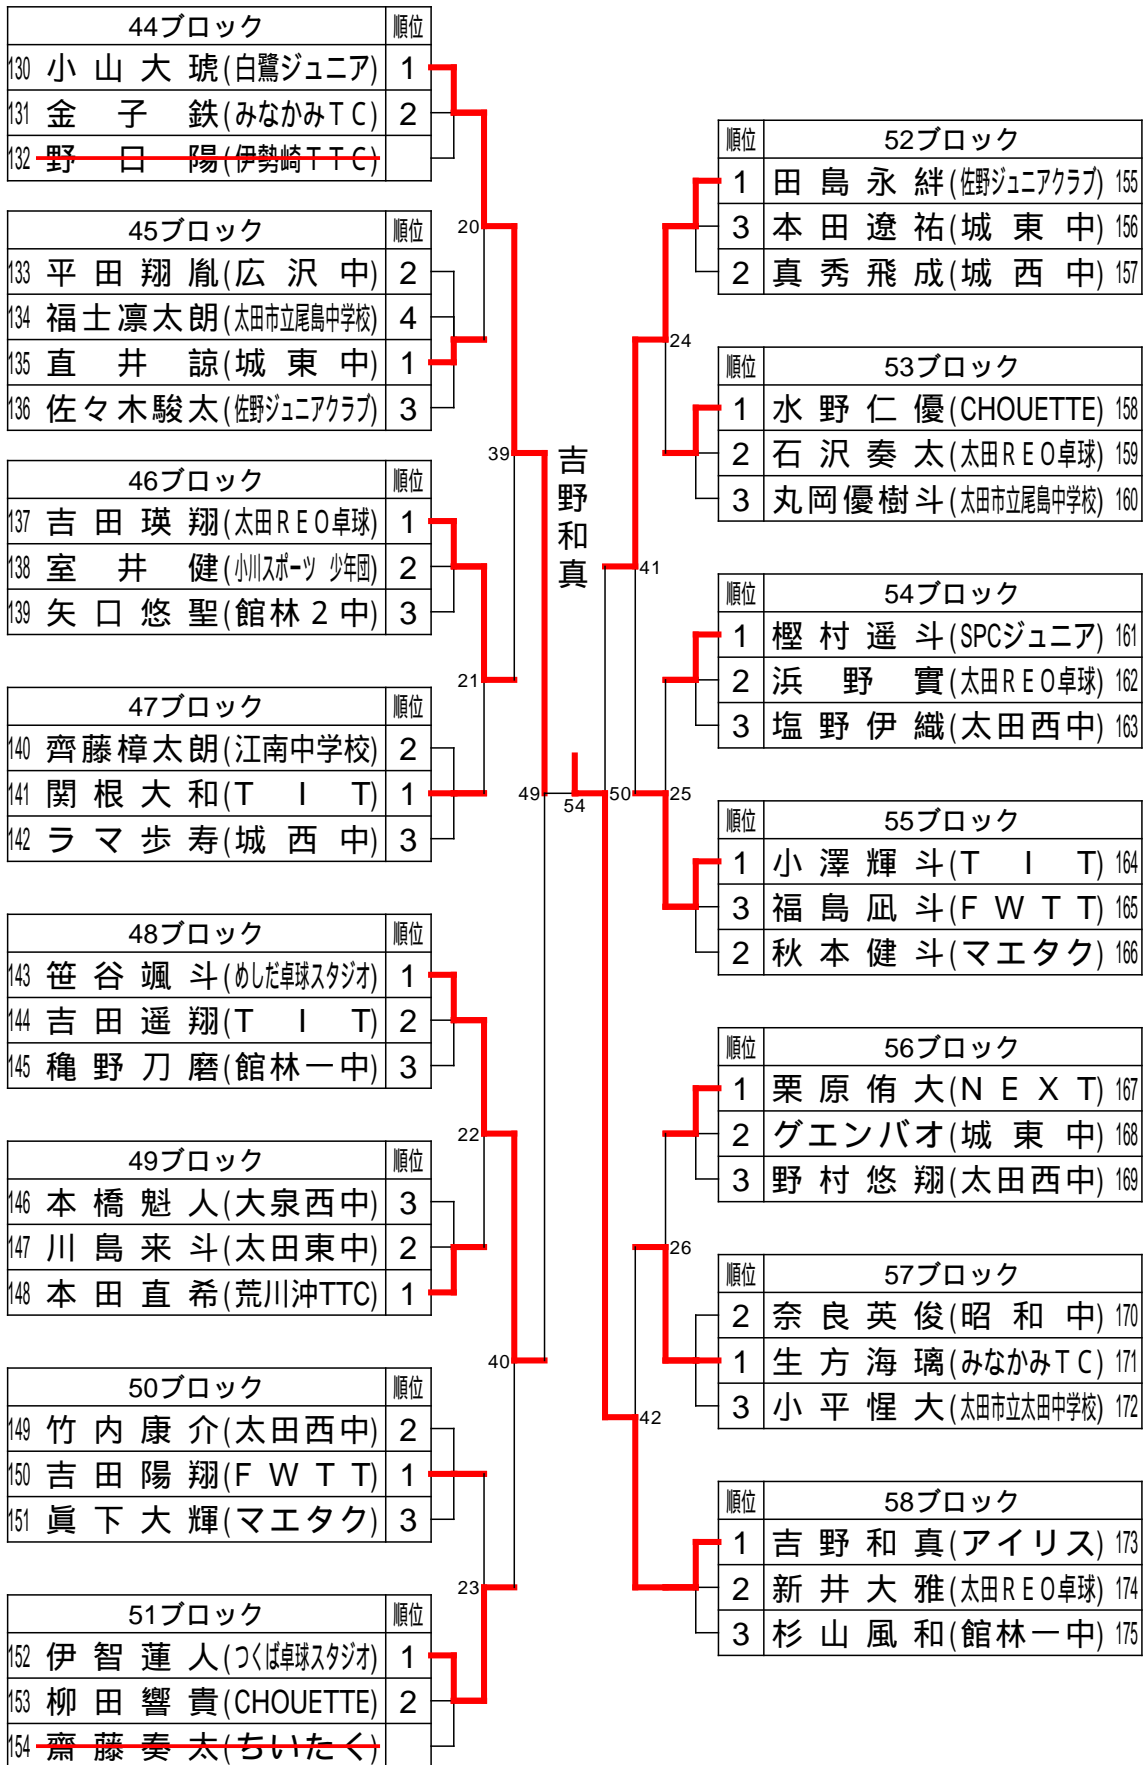 44ブロック 順位
130 小山大琥(白鷺ジュニア) 1
131 金子鉄(みなかみTC) 2
132 野口陽(伊勢崎TTC)
45ブロック 順位
133 平田翔胤(広沢中) 2
134 福士凛太朗(太田市立尾島中学校) 4
135 直井諒(城東中) 1
136 佐々木駿太(佐野ジュニアクラブ) 3
46ブロック 順位
137 吉田瑛翔(太田REO卓球) 1
138 室井健(小川スポーツ 少年団) 2
139 矢口悠聖(館林2中) 3
47ブロック 順位
140 齊藤樟太朗(江南中学校) 2
141 関根大和(TIT) 1
142 ラマ歩寿(城西中) 3
48ブロック 順位
143 笹谷颯斗(めしだ卓球スタジオ) 1
144 吉田遥翔(TIT) 2
145 穐野刀磨(館林一中) 3
49ブロック 順位
146 本橋魁人(大泉西中) 3
147 川島来斗(太田東中) 2
148 本田直希(荒川沖TTC) 1
50ブロック 順位
149 竹内康介(太田西中) 2
150 吉田陽翔(FWTT) 1
151 眞下大輝(マエタク) 3
51ブロック 順位
152 伊智蓮人(つくば卓球スタジオ) 1
153 柳田響貴(CHOUETTE) 2
154 齋藤奏太(ちいたく)
20
39
21
22
40
23
49
54
50
吉野和真
24
41
25
26
42
順位 52ブロック
1 田島永絆(佐野ジュニアクラブ) 155
3 本田遼祐(城東中) 156
2 真秀飛成(城西中) 157
順位 53ブロック
1 水野仁優(CHOUETTE) 158
2 石沢奏太(太田REO卓球) 159
3 丸岡優樹斗(太田市立尾島中学校) 160
順位 54ブロック
1 樫村遥斗(SPCジュニア) 161
2 浜野實(太田REO卓球) 162
3 塩野伊織(太田西中) 163
順位 55ブロック
1 小澤輝斗(TIT) 164
3 福島凪斗(FWTT) 165
2 秋本健斗(マエタク) 166
順位 56ブロック
1 栗原侑大(NEXT) 167
2 グエンバオ(城東中) 168
3 野村悠翔(太田西中) 169
順位 57ブロック
2 奈良英俊(昭和中) 170
1 生方海璃(みなかみTC) 171
3 小平惺大(太田市立太田中学校) 172
順位 58ブロック
1 吉野和真(アイリス) 173
2 新井大雅(太田REO卓球) 174
3 杉山風和(館林一中) 175